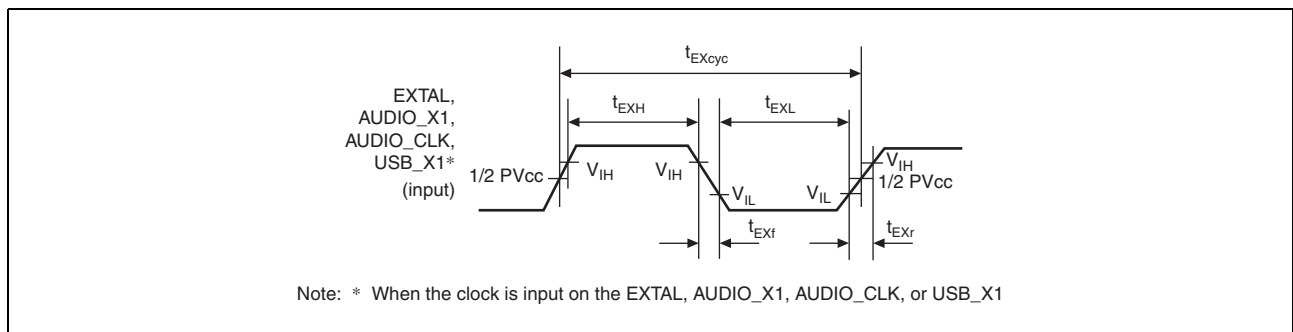 tEXcyc
EXTAL,
AUDIO_X1,
AUDIO_CLK,
USB_X1*
(input)
tEXH
tEXL
1/2 PVcc
VIH
VIH
VIL
VIL
VIH
1/2 PVcc
tEXf
tEXr
Note: * When the clock is input on the EXTAL, AUDIO_X1, AUDIO_CLK, or USB_X1